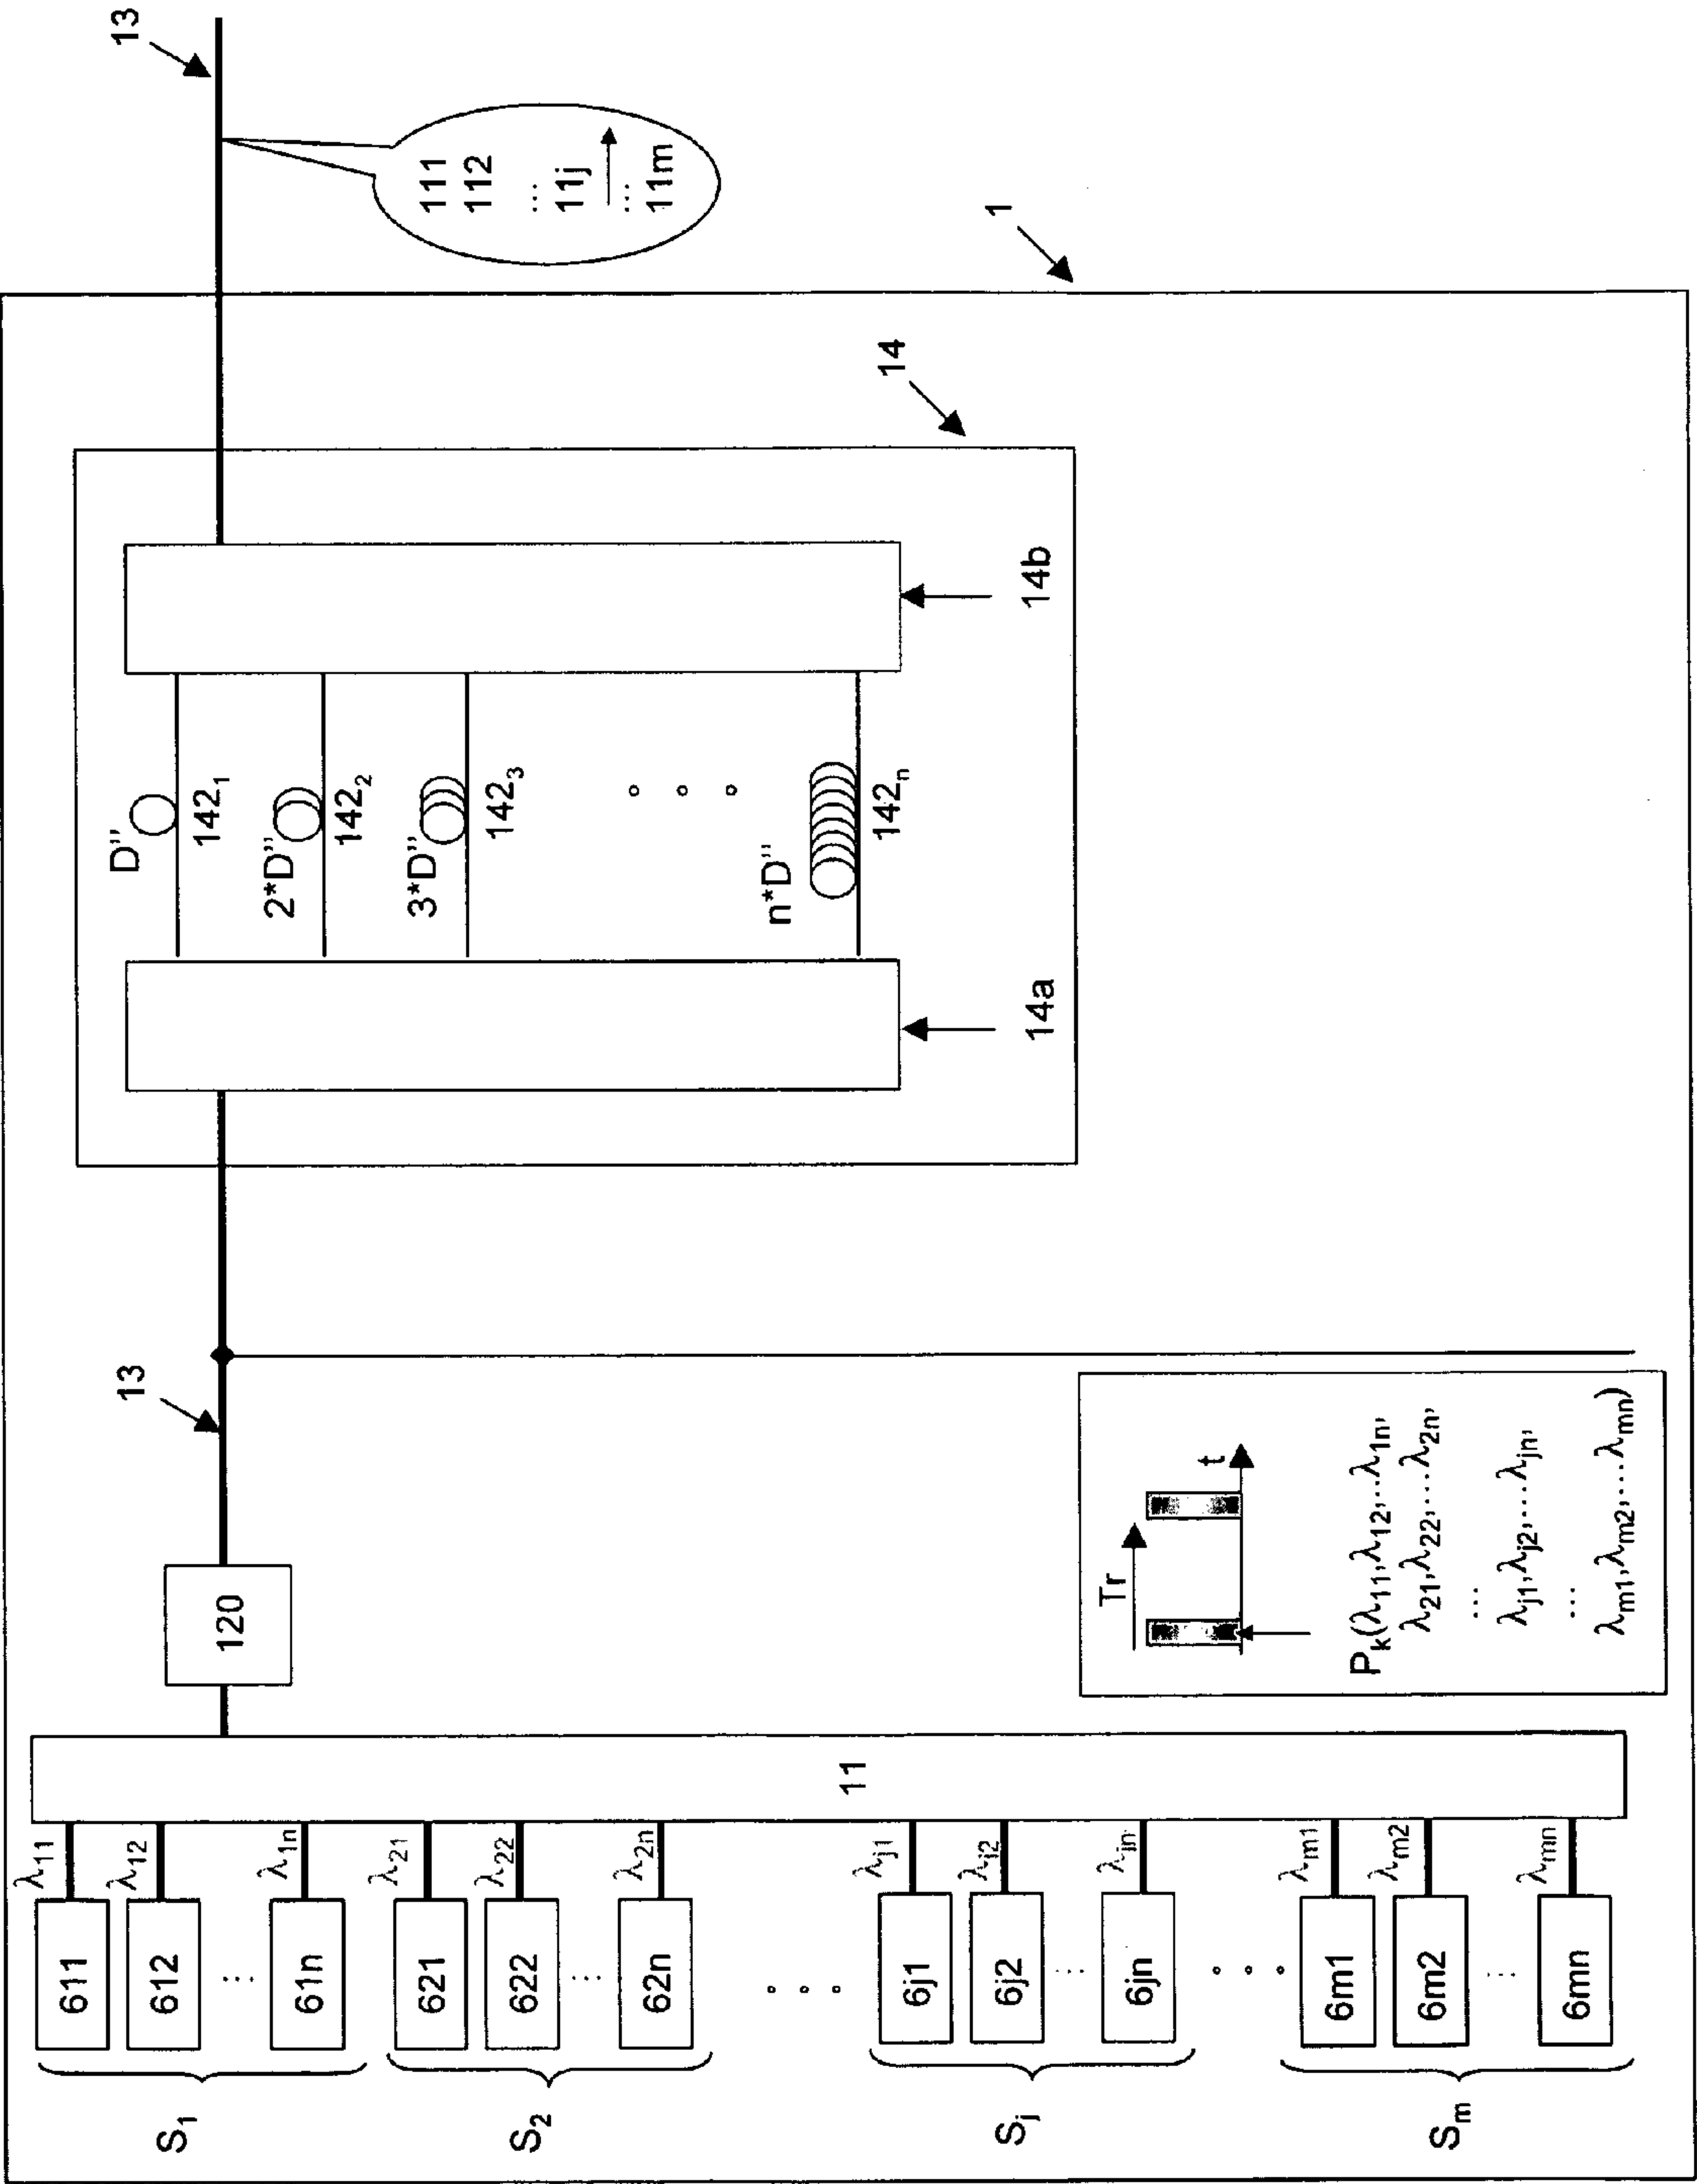 S₁
S₂
Sⱼ
Sₘ
611
612
⋮
61n
621
622
⋮
62n
6j1
6j2
⋮
6jn
6m1
6m2
⋮
6mn
λ₁₁
λ₁₂
λ₁ₙ
λ₂₁
λ₂₂
λ₂ₙ
λj1
λj2
λjn
λm1
λm2
λmn
11
120
13
Tr
t
Pk(λ11,λ12,...λ1n,
λ21,λ22,...λ2n,
...
λj1,λj2,...λjn,
...
λm1,λm2,...λmn)
D''
142₁
2*D''
142₂
3*D''
142₃
n*D''
142ₙ
14a
14b
14
1
13
111
112
...
11j
...
11m